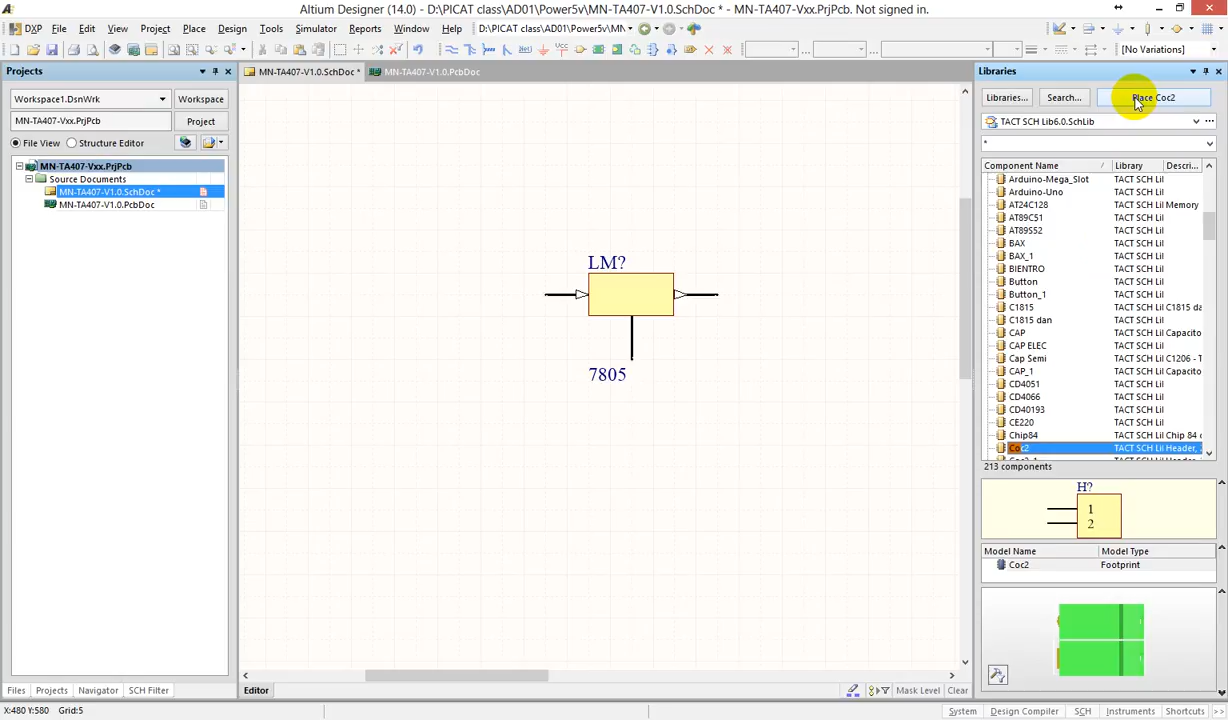 Altium Designer (14.0) - D:\PICAT class\AD01\Power5v\MN-TA407-V1.0.SchDoc * - MN-TA407-Vxx.PrjPcb. Not signed in.
DXP File Edit View Project Place Design Tools Simulator Reports Window Help D:\PICAT class\AD01\Power5v\MN
[No Variations]
Projects
Workspace1.DsnWrk Workspace
MN-TA407-Vxx.PrjPcb Project
File View Structure Editor
MN-TA407-Vxx.PrjPcb
Source Documents
MN-TA407-V1.0.SchDoc *
MN-TA407-V1.0.PcbDoc
MN-TA407-V1.0.SchDoc * MN-TA407-V1.0.PcbDoc
LM?
7805
Libraries
Libraries... Search... Place Coc2
TACT SCH Lib6.0.SchLib
*
Component Name / Library Descri...
Arduino-Mega_Slot TACT SCH Lil
Arduino-Uno TACT SCH Lil
AT24C128 TACT SCH Lil Memory
AT89C51 TACT SCH Lil
AT89S52 TACT SCH Lil
BAX TACT SCH Lil
BAX_1 TACT SCH Lil
BIENTRO TACT SCH Lil
Button TACT SCH Lil
Button_1 TACT SCH Lil
C1815 TACT SCH Lil C1815 da
C1815 dan TACT SCH Lil
CAP TACT SCH Lil Capacito
CAP ELEC TACT SCH Lil
Cap Semi TACT SCH Lil C1206 - T
CAP_1 TACT SCH Lil Capacito
CD4051 TACT SCH Lil
CD4066 TACT SCH Lil
CD40193 TACT SCH Lil
CE220 TACT SCH Lil
Chip84 TACT SCH Lil Chip 84 c
Coc2 TACT SCH Lil Header,
213 components
H?
1
2
Model Name Model Type
Coc2 Footprint
Files Projects Navigator SCH Filter
Editor
Mask Level Clear
X:480 Y:580 Grid:5
System Design Compiler SCH Instruments Shortcuts >>